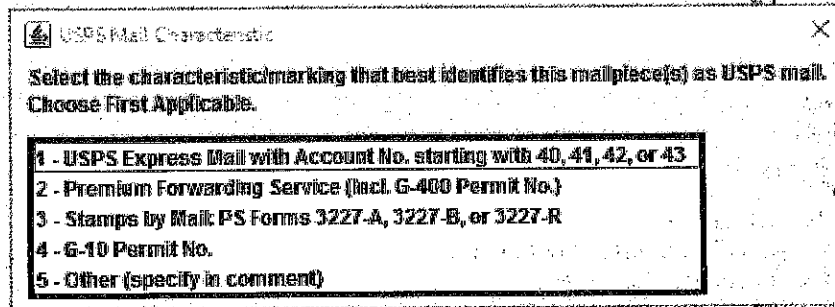 USPS Mail Characteristic
Select the characteristic/marking that best identifies this mailpiece(s) as USPS mail.
Choose First Applicable.
1 - USPS Express Mail with Account No. starting with 40, 41, 42, or 43
2 - Premium Forwarding Service (Incl. G-400 Permit No.)
3 - Stamps by Mail: PS Forms 3227-A, 3227-B, or 3227-R
4 - G-10 Permit No.
5 - Other (specify in comment)